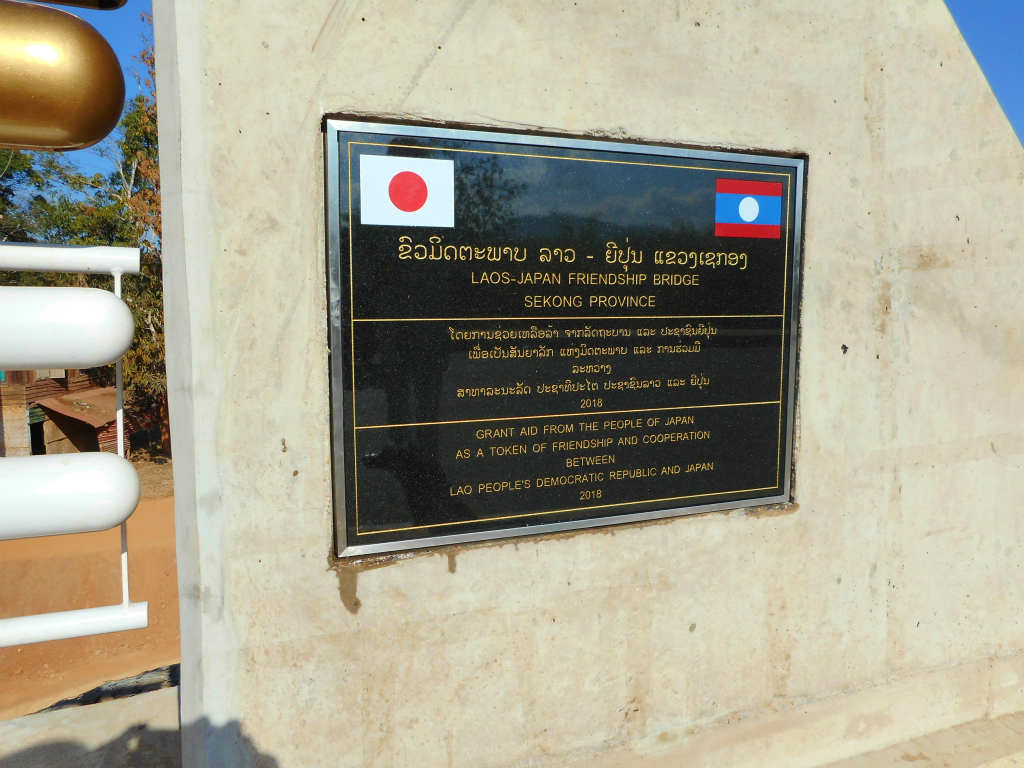 ຂົວມິດຕະພາບ ລາວ - ຍີປຸ່ນ ແຂວງເຊກອງ
LAOS-JAPAN FRIENDSHIP BRIDGE
SEKONG PROVINCE
ໂດຍການຊ່ວຍເຫລືອລ້າ ຈາກລັດຖະບານ ແລະ ປະຊາຊົນຍີປຸ່ນ
ເພື່ອເປັນສັນຍາລັກ ແຫ່ງມິດຕະພາບ ແລະ ການຮ່ວມມື
ລະຫວ່າງ
ສາທາລະນະລັດ ປະຊາທິປະໄຕ ປະຊາຊົນລາວ ແລະ ຍີປຸ່ນ
2018
GRANT AID FROM THE PEOPLE OF JAPAN
AS A TOKEN OF FRIENDSHIP AND COOPERATION
BETWEEN
LAO PEOPLE'S DEMOCRATIC REPUBLIC AND JAPAN
2018